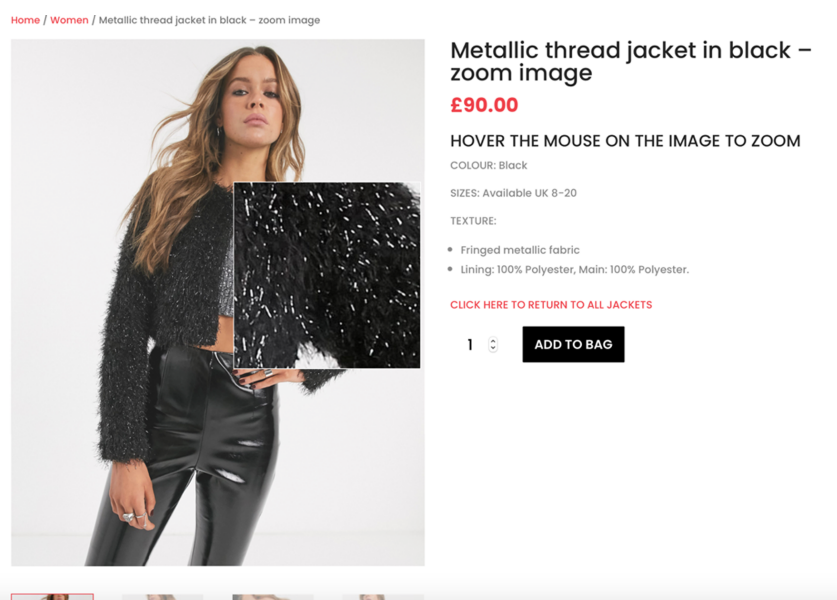 Home / Women / Metallic thread jacket in black – zoom image
Metallic thread jacket in black –
zoom image
£90.00
HOVER THE MOUSE ON THE IMAGE TO ZOOM
COLOUR: Black
SIZES: Available UK 8-20
TEXTURE:
Fringed metallic fabric
Lining: 100% Polyester, Main: 100% Polyester.
CLICK HERE TO RETURN TO ALL JACKETS
1
ADD TO BAG